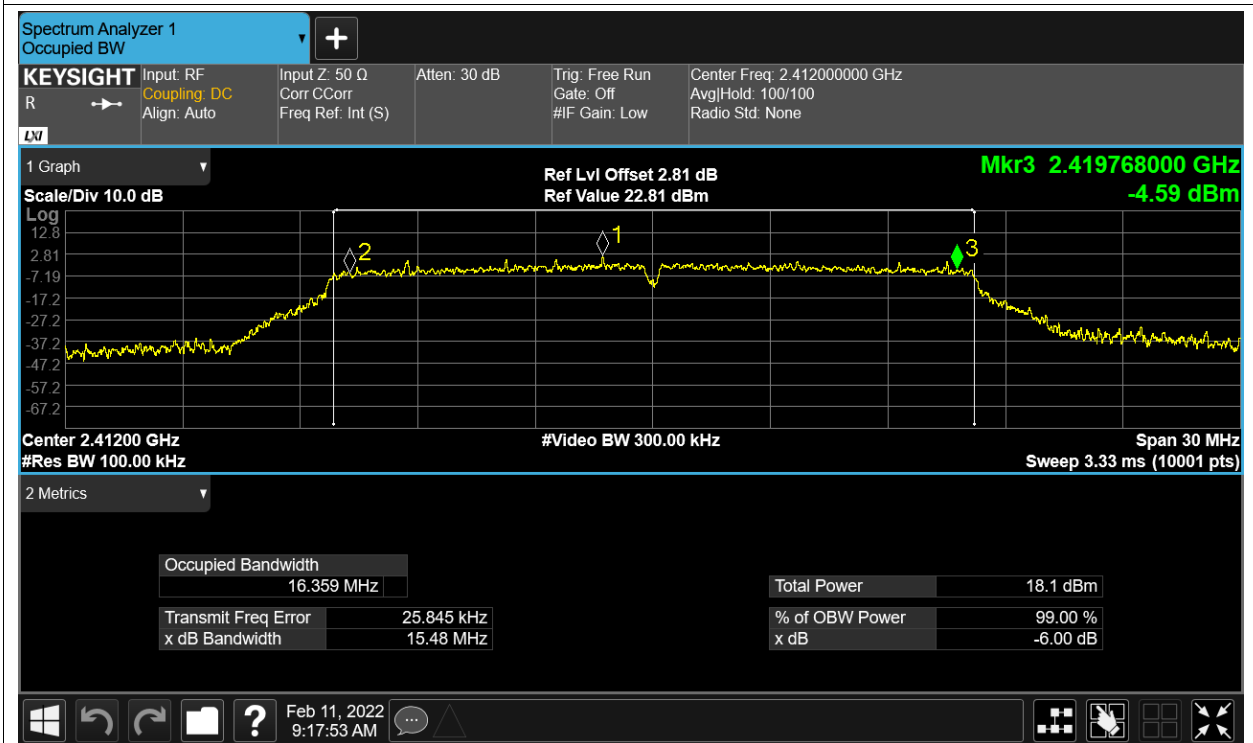 Spectrum Analyzer 1
Occupied BW
KEYSIGHT
R
LXI
Input: RF
Coupling: DC
Align: Auto
Input Z: 50 Ω
Corr CCorr
Freq Ref: Int (S)
Atten: 30 dB
Trig: Free Run
Gate: Off
#IF Gain: Low
Center Freq: 2.412000000 GHz
Avg|Hold: 100/100
Radio Std: None
1 Graph
Scale/Div 10.0 dB
Ref Lvl Offset 2.81 dB
Ref Value 22.81 dBm
Mkr3 2.419768000 GHz
-4.59 dBm
Log
12.8
2.81
-7.19
-17.2
-27.2
-37.2
-47.2
-57.2
-67.2
2
1
3
Center 2.41200 GHz
#Res BW 100.00 kHz
#Video BW 300.00 kHz
Span 30 MHz
Sweep 3.33 ms (10001 pts)
2 Metrics
Occupied Bandwidth
16.359 MHz
Transmit Freq Error 25.845 kHz
x dB Bandwidth 15.48 MHz
Total Power 18.1 dBm
% of OBW Power 99.00 %
x dB -6.00 dB
?
Feb 11, 2022
9:17:53 AM